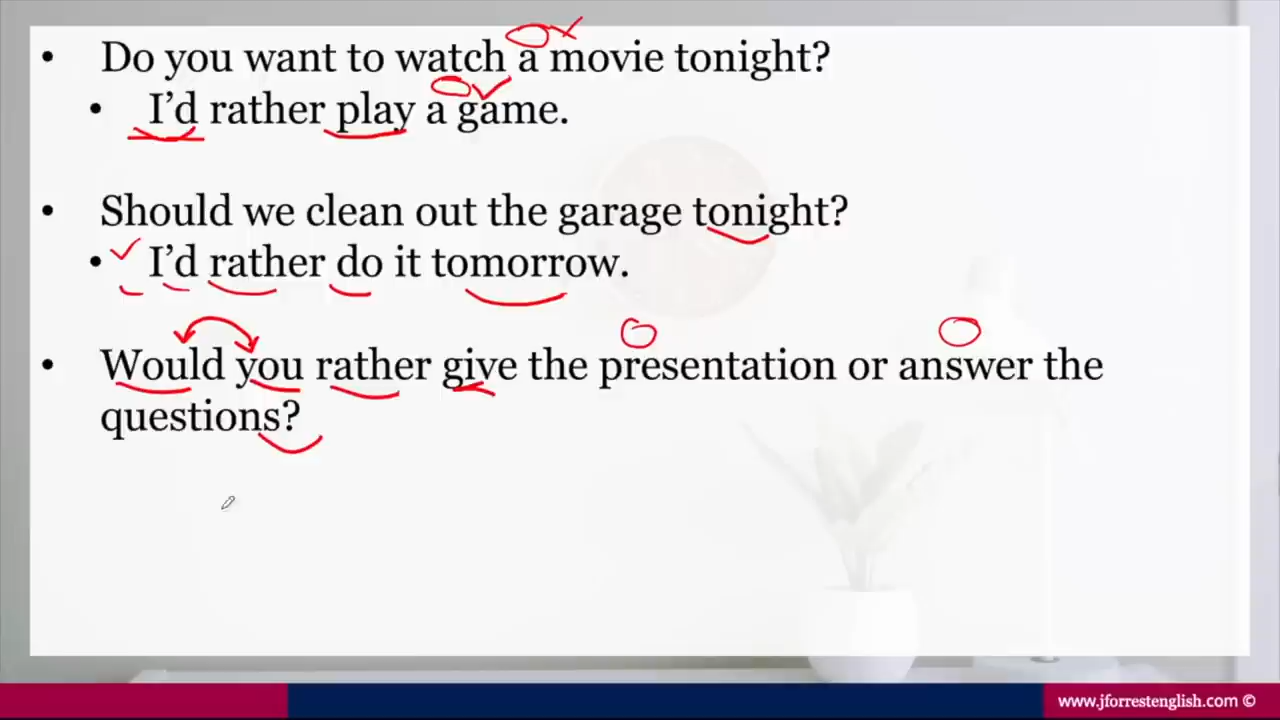 • Do you want to watch a movie tonight?
• I'd rather play a game.
• Should we clean out the garage tonight?
• I'd rather do it tomorrow.
• Would you rather give the presentation or answer the
questions?
www.jforrestenglish.com ©